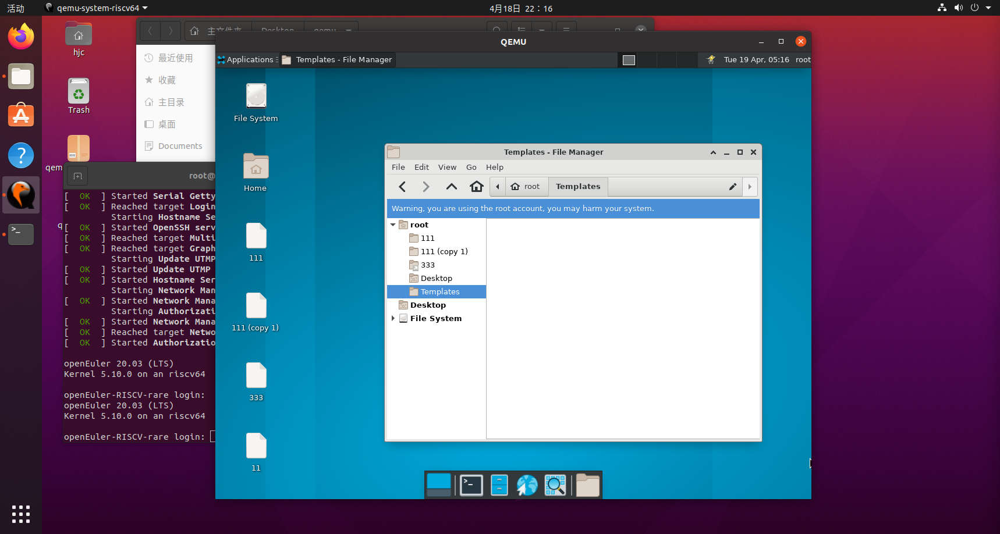 活动
qemu-system-riscv64
4月18日 22：16
hjc
Trash
qem
q
主文件夹
Desktop
qemu
最近使用
收藏
主目录
桌面
Documents
root@
[ OK ] Started Serial Getty
[ OK ] Reached target Login
Starting Hostname Se
[ OK ] Started OpenSSH serv
[ OK ] Reached target Multi
[ OK ] Reached target Graph
Starting Update UTMP
[ OK ] Started Update UTMP
[ OK ] Started Hostname Ser
Starting Network Man
[ OK ] Started Network Mana
Starting Authorizati
[ OK ] Started Network Mana
[ OK ] Reached target Netwo
[ OK ] Started Authorizatio
openEuler 20.03 (LTS)
Kernel 5.10.0 on an riscv64
openEuler-RISCV-rare login:
openEuler 20.03 (LTS)
Kernel 5.10.0 on an riscv64
openEuler-RISCV-rare login:
QEMU
Applications
Templates - File Manager
Tue 19 Apr, 05:16 root
File System
Home
111
111 (copy 1)
333
11
Templates - File Manager
File Edit View Go Help
root
Templates
Warning, you are using the root account, you may harm your system.
root
111
111 (copy 1)
333
Desktop
Templates
Desktop
File System